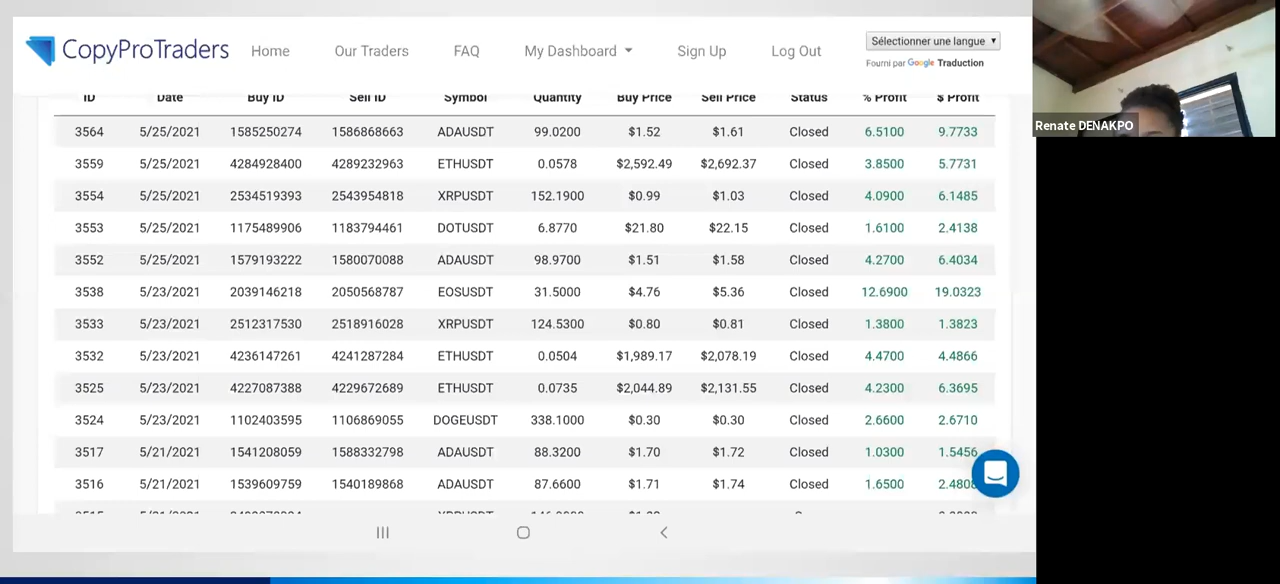 CopyProTraders Home Our Traders FAQ My Dashboard Sign Up Log Out Sélectionner une langue
Fourni par Google Traduction
ID Date Buy ID Sell ID Symbol Quantity Buy Price Sell Price Status % Profit $ Profit
3564 5/25/2021 1585250274 1586892063 ADAUSDT 99.0200 $1.52 $1.61 Closed 6.5100 9.7733
3559 5/25/2021 4284928400 4289232963 ETHUSDT 0.0578 $2,592.49 $2,692.37 Closed 3.8500 5.7731
3554 5/25/2021 2534519393 2543954818 XRPUSDT 152.1900 $0.99 $1.03 Closed 4.0900 6.1485
3553 5/25/2021 1175489906 1183794461 DOTUSDT 6.8770 $21.80 $22.15 Closed 1.6100 2.4138
3552 5/25/2021 1579193222 1580070088 ADAUSDT 98.9700 $1.51 $1.58 Closed 4.2700 6.4034
3538 5/23/2021 2039146218 2050568787 EOSUSDT 31.5000 $4.76 $5.36 Closed 12.6900 19.0323
3533 5/23/2021 2512317530 2518916028 XRPUSDT 124.5300 $0.80 $0.81 Closed 1.3800 1.3823
3532 5/23/2021 4236147261 4241287284 ETHUSDT 0.0504 $1,989.17 $2,078.19 Closed 4.4700 4.4866
3525 5/23/2021 4227087388 4229672689 ETHUSDT 0.0735 $2,044.89 $2,131.55 Closed 4.2300 6.3695
3524 5/23/2021 1102403595 1106869055 DOGEUSDT 338.1000 $0.30 $0.30 Closed 2.6600 2.6710
3517 5/21/2021 1541208059 1588332798 ADAUSDT 88.3200 $1.70 $1.72 Closed 1.0300 1.5456
3516 5/21/2021 1539609759 1540189868 ADAUSDT 87.6600 $1.71 $1.74 Closed 1.6500
Renate DENAKPO